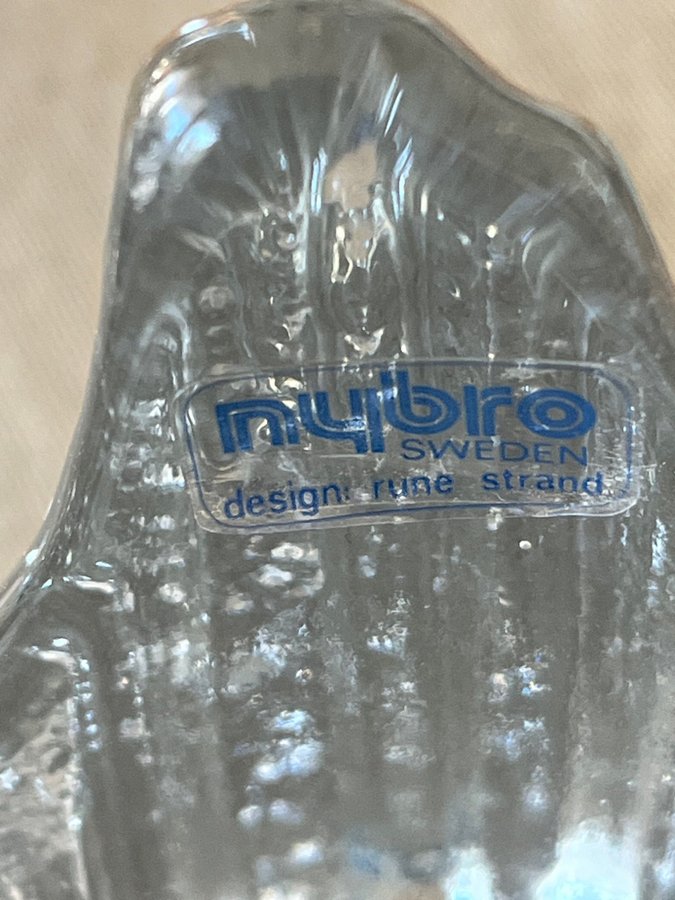 nybro
SWEDEN
design: rune strand